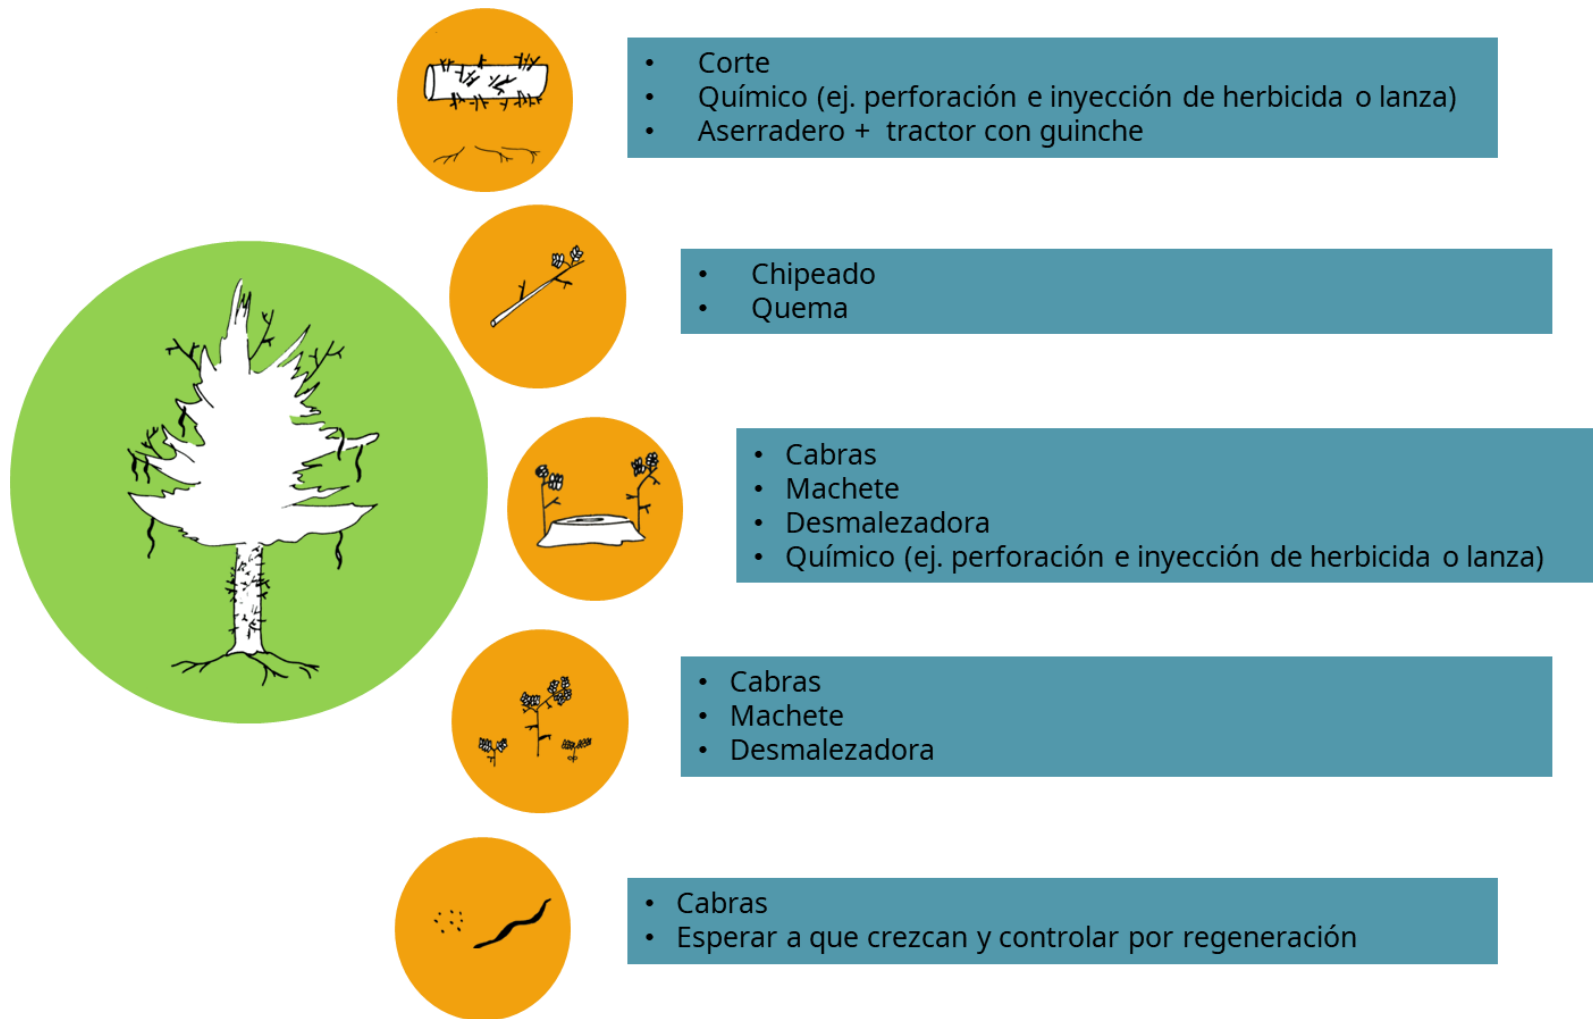 • Corte
• Químico (ej. perforación e inyección de herbicida o lanza)
• Aserradero + tractor con guinche
• Chipeado
• Quema
• Cabras
• Machete
• Desmalezadora
• Químico (ej. perforación e inyección de herbicida o lanza)
• Cabras
• Machete
• Desmalezadora
• Cabras
• Esperar a que crezcan y controlar por regeneración